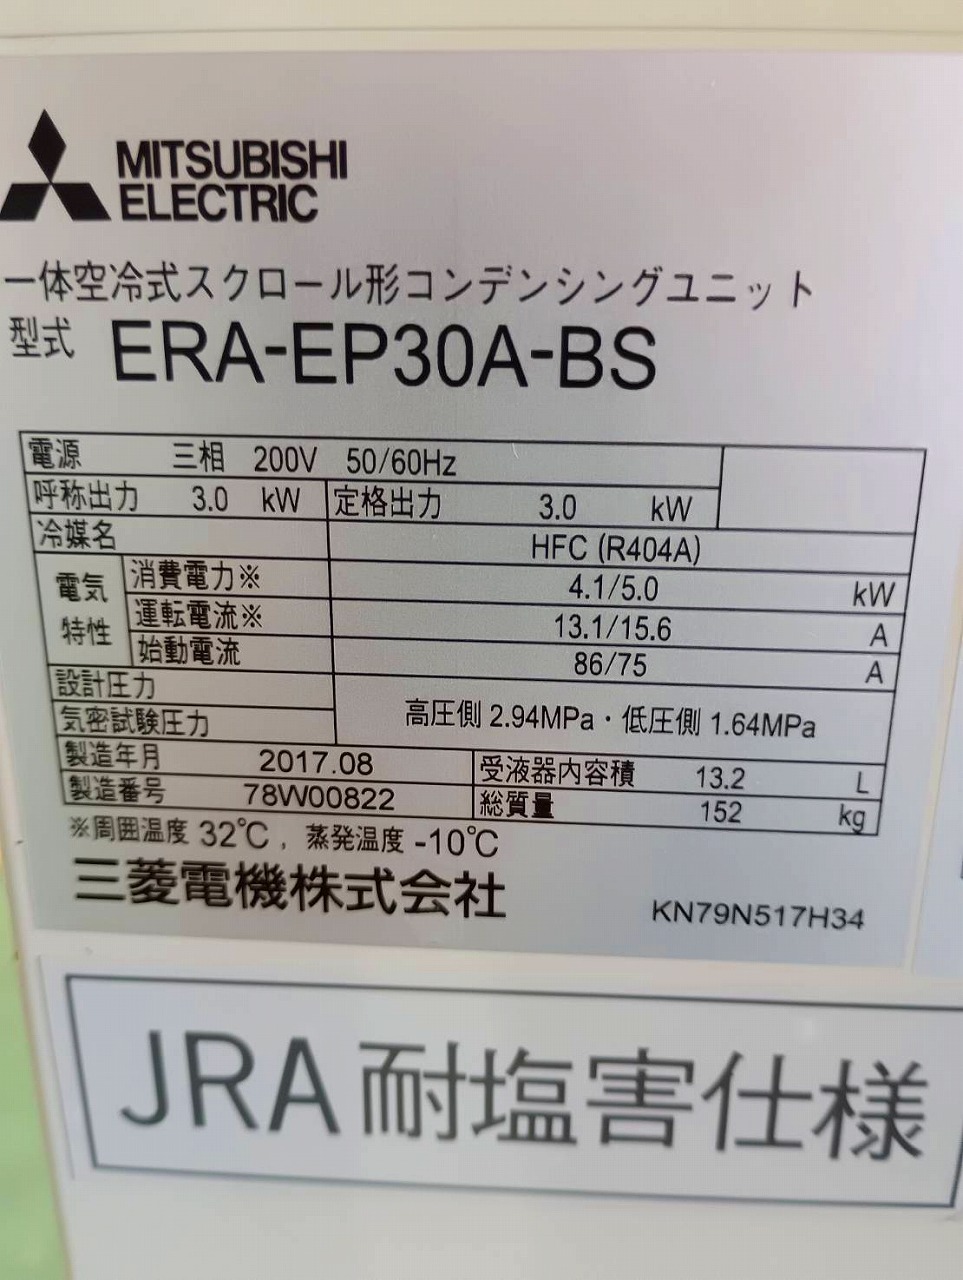 MITSUBISHI
ELECTRIC
一体空冷式スクロール形コンデンシングユニット
型式 ERA-EP30A-BS
電源 三相 200V 50/60Hz
呼称出力 3.0 kW 定格出力 3.0 kW
冷媒名 HFC (R404A)
電気特性 消費電力※ 4.1/5.0 kW
運転電流※ 13.1/15.6 A
始動電流 86/75 A
設計圧力
気密試験圧力 高圧側 2.94MPa・低圧側 1.64MPa
製造年月 2017.08 受液器内容積 13.2 L
製造番号 78W00822 総質量 152 kg
※周囲温度 32℃, 蒸発温度 -10℃
三菱電機株式会社 KN79N517H34
JRA耐塩害仕様